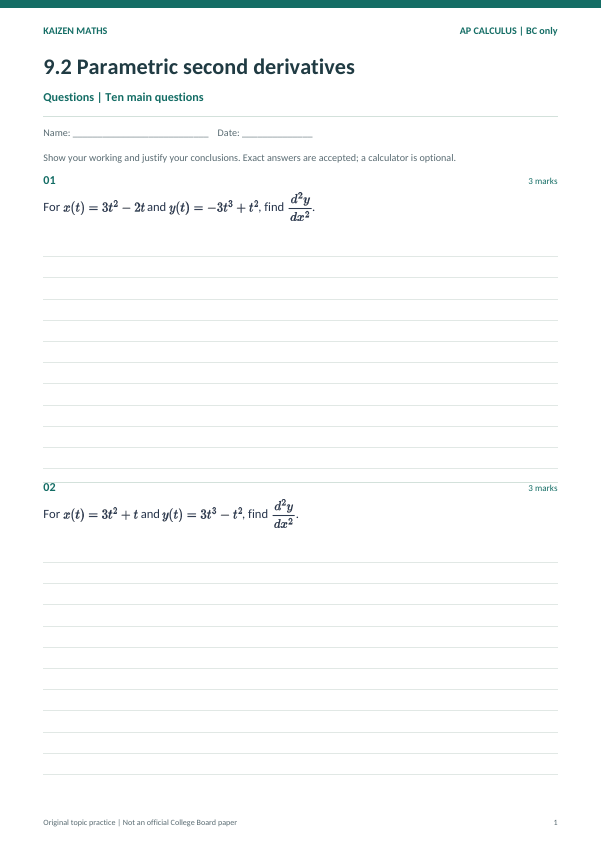 KAIZEN MATHS
AP CALCULUS | BC only
9.2 Parametric second derivatives
Questions | Ten main questions
Name: ____________________________ Date: ______________
Show your working and justify your conclusions. Exact answers are accepted; a calculator is optional.
01
3 marks
For x(t) = 3t² − 2t and y(t) = −3t³ + t², find d²y/dx².
02
3 marks
For x(t) = 3t² + t and y(t) = 3t³ − t², find d²y/dx².
Original topic practice | Not an official College Board paper
1